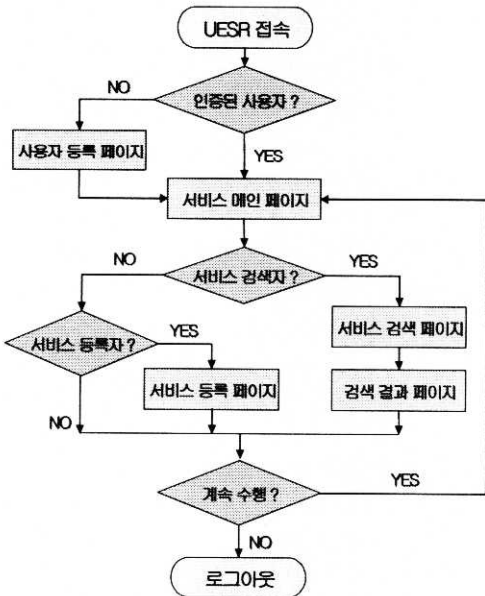 UESR 접속
NO
인증된 사용자 ?
사용자 등록 페이지
YES
서비스 메인 페이지
NO
서비스 검색자 ?
YES
서비스 등록자 ?
YES
서비스 검색 페이지
서비스 등록 페이지
검색 결과 페이지
NO
계속 수행 ?
YES
NO
로그아웃